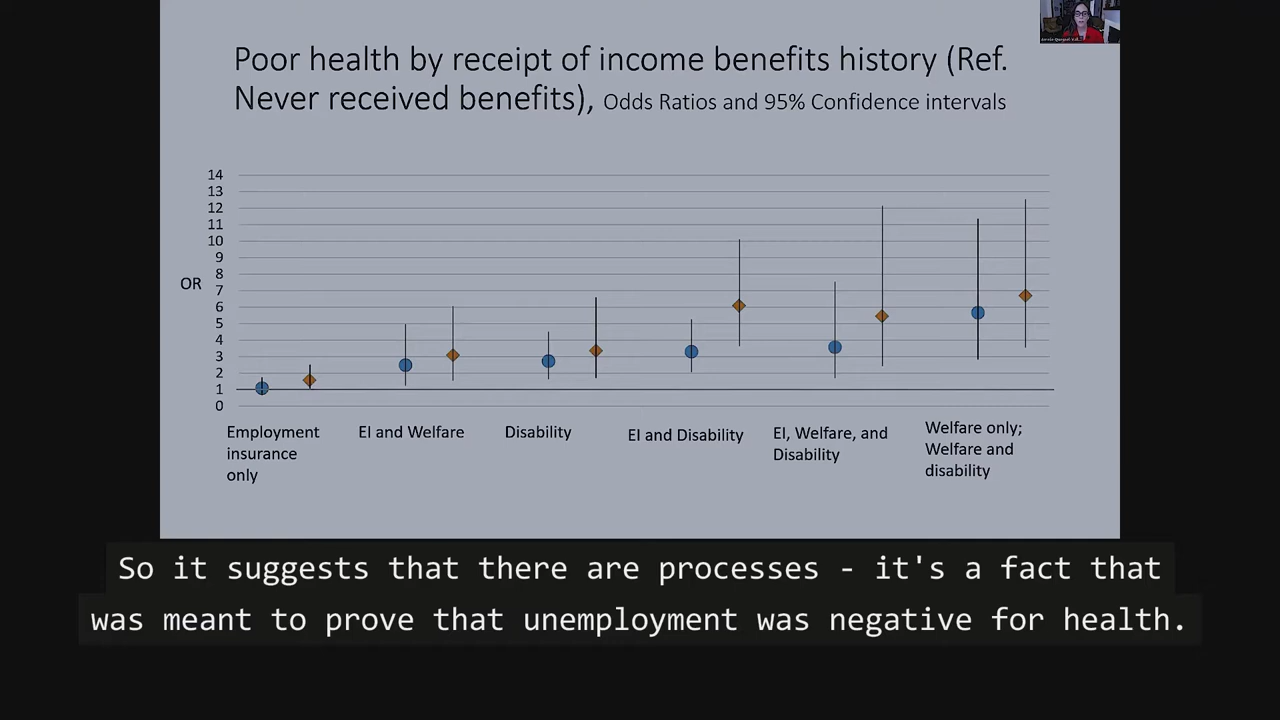 Poor health by receipt of income benefits history (Ref.
Never received benefits), Odds Ratios and 95% Confidence intervals
14
13
12
11
10
9
8
OR
7
6
5
4
3
2
1
0
Employment
insurance
only
EI and Welfare
Disability
EI and Disability
EI, Welfare, and
Disability
Welfare only;
Welfare and
disability
So it suggests that there are processes - it's a fact that
was meant to prove that unemployment was negative for health.